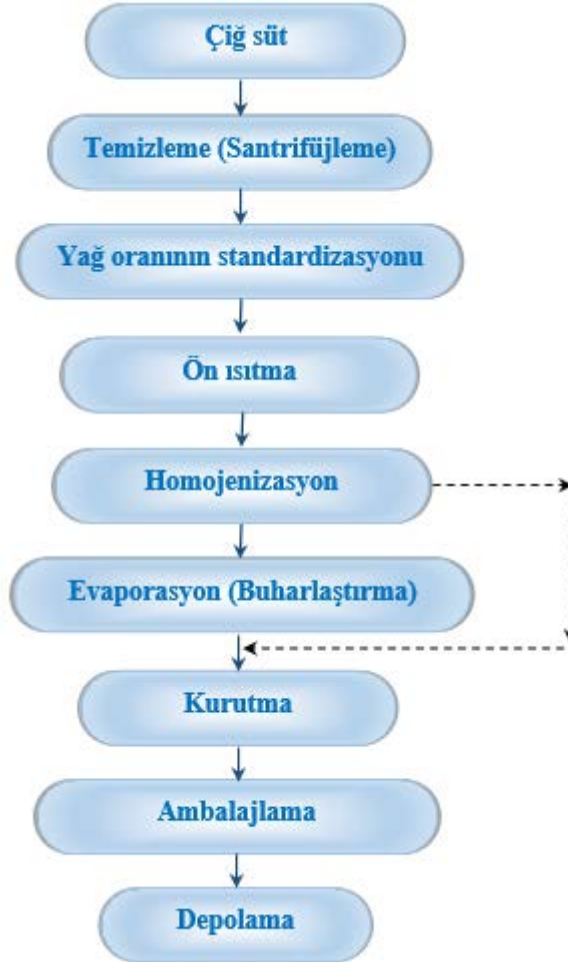 Çiğ süt
Temizleme (Santrifüjleme)
Yağ oranının standardizasyonu
Ön ısıtma
Homojenizasyon
Evaporasyon (Buharlaştırma)
Kurutma
Ambalajlama
Depolama